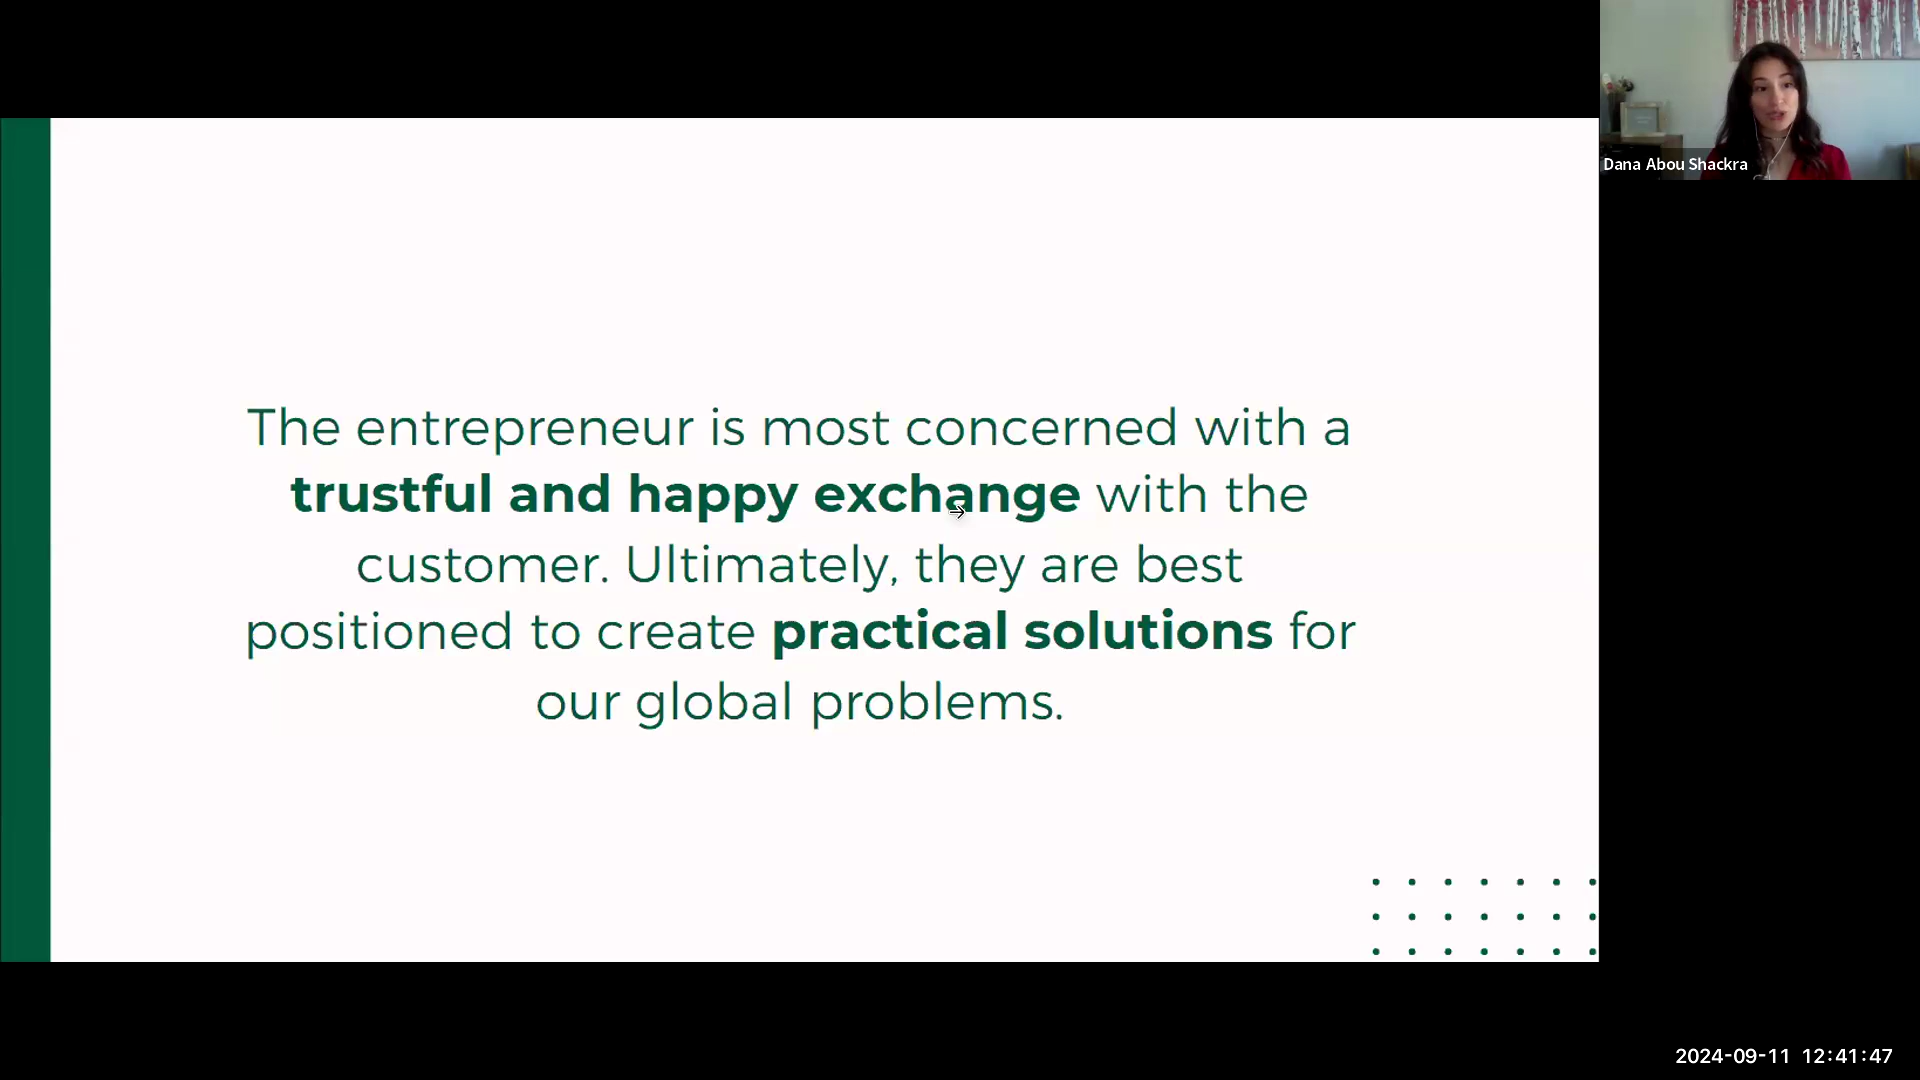 The entrepreneur is most concerned with a
trustful and happy exchange with the
customer. Ultimately, they are best
positioned to create practical solutions for
our global problems.
Dana Abou Shackra
2024-09-11 12:41:47